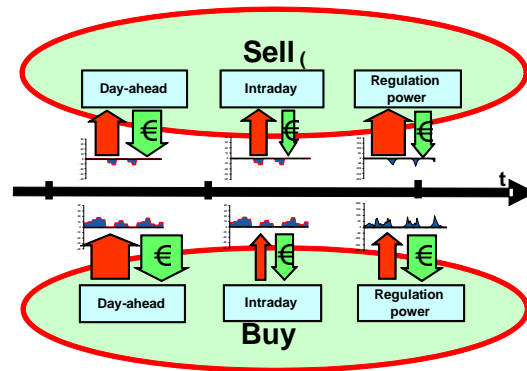 Sell (
Day-ahead
Intraday
Regulation
power
€
€
€
t
€
€
€
Day-ahead
Intraday
Regulation
power
Buy